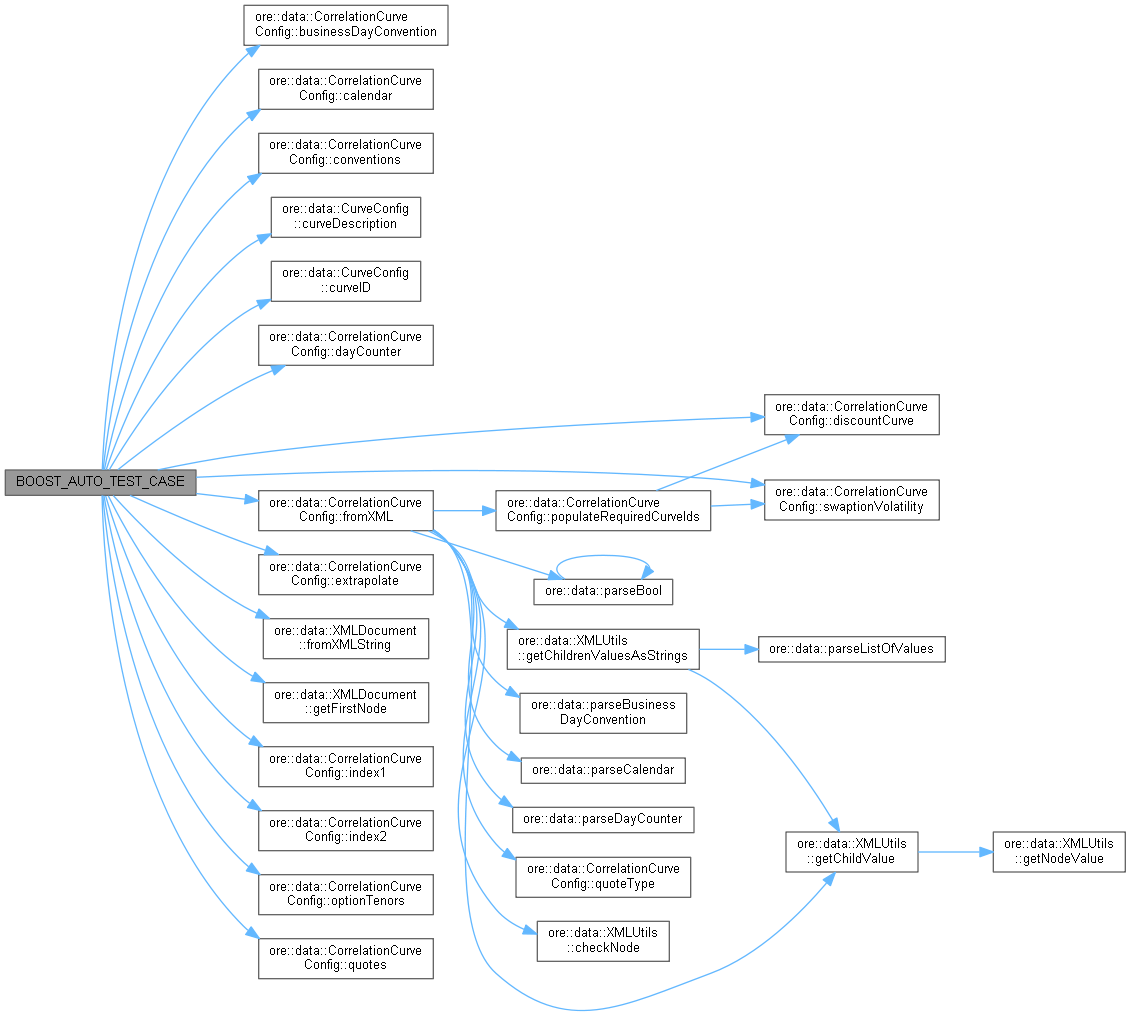 ore::data::CorrelationCurve
Config::businessDayConvention
ore::data::CorrelationCurve
Config::calendar
ore::data::CorrelationCurve
Config::conventions
ore::data::CurveConfig
::curveDescription
ore::data::CurveConfig
::curveID
ore::data::CorrelationCurve
Config::dayCounter
BOOST_AUTO_TEST_CASE
ore::data::CorrelationCurve
Config::fromXML
ore::data::CorrelationCurve
Config::extrapolate
ore::data::XMLDocument
::fromXMLString
ore::data::XMLDocument
::getFirstNode
ore::data::CorrelationCurve
Config::index1
ore::data::CorrelationCurve
Config::index2
ore::data::CorrelationCurve
Config::optionTenors
ore::data::CorrelationCurve
Config::quotes
ore::data::CorrelationCurve
Config::populateRequiredCurveIds
ore::data::parseBool
ore::data::XMLUtils
::getChildrenValuesAsStrings
ore::data::parseBusiness
DayConvention
ore::data::parseCalendar
ore::data::parseDayCounter
ore::data::CorrelationCurve
Config::quoteType
ore::data::XMLUtils
::checkNode
ore::data::CorrelationCurve
Config::discountCurve
ore::data::CorrelationCurve
Config::swaptionVolatility
ore::data::parseListOfValues
ore::data::XMLUtils
::getChildValue
ore::data::XMLUtils
::getNodeValue